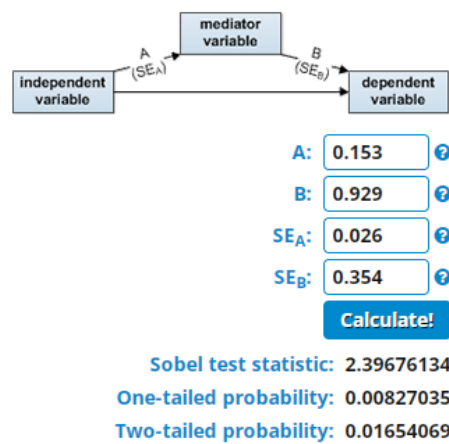 mediator
variable
A
(SEA)
B
(SEB)
independent
variable
dependent
variable
A: 0.153 ?
B: 0.929 ?
SEA: 0.026 ?
SEB: 0.354 ?
Calculate!
Sobel test statistic: 2.39676134
One-tailed probability: 0.00827035
Two-tailed probability: 0.01654069